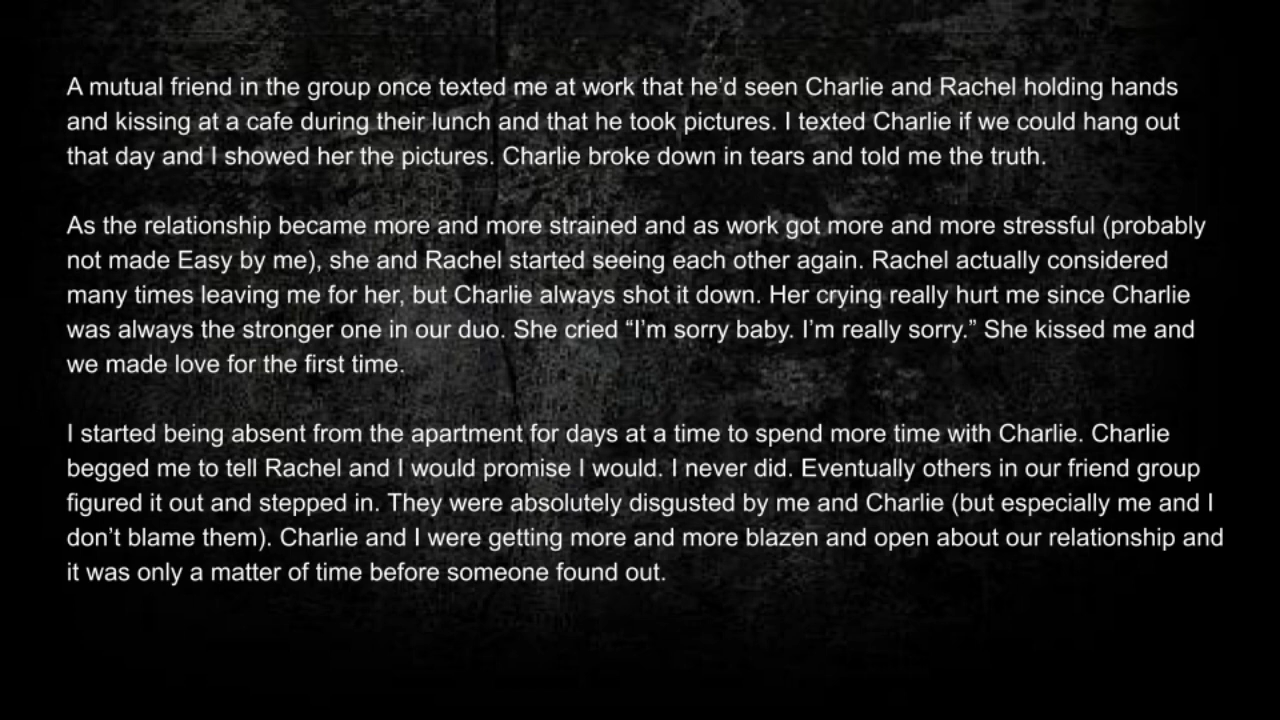 A mutual friend in the group once texted me at work that he’d seen Charlie and Rachel holding hands
and kissing at a cafe during their lunch and that he took pictures. I texted Charlie if we could hang out
that day and I showed her the pictures. Charlie broke down in tears and told me the truth.
As the relationship became more and more strained and as work got more and more stressful (probably
not made Easy by me), she and Rachel started seeing each other again. Rachel actually considered
many times leaving me for her, but Charlie always shot it down. Her crying really hurt me since Charlie
was always the stronger one in our duo. She cried “I’m sorry baby. I’m really sorry.” She kissed me and
we made love for the first time.
I started being absent from the apartment for days at a time to spend more time with Charlie. Charlie
begged me to tell Rachel and I would promise I would. I never did. Eventually others in our friend group
figured it out and stepped in. They were absolutely disgusted by me and Charlie (but especially me and I
don’t blame them). Charlie and I were getting more and more blazen and open about our relationship and
it was only a matter of time before someone found out.